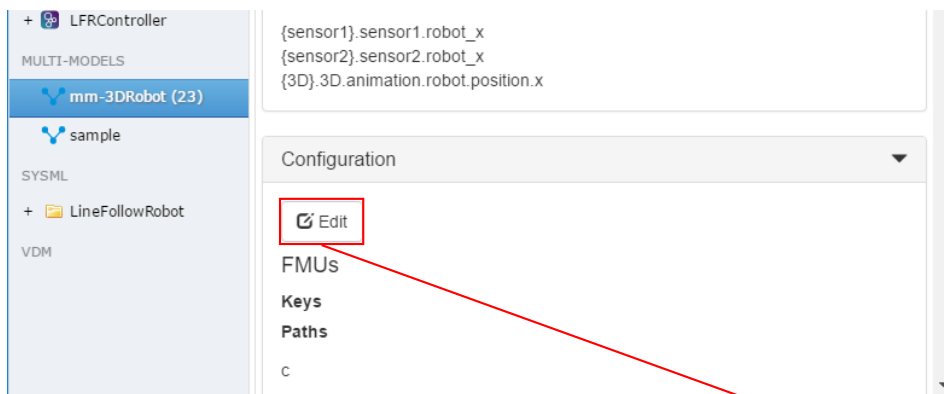 + LFRController
MULTI-MODELS
mm-3DRobot (23)
sample
SYSML
+ LineFollowRobot
VDM
{sensor1}.sensor1.robot_x
{sensor2}.sensor2.robot_x
{3D}.3D.animation.robot.position.x
Configuration
Edit
FMUs
Keys
Paths
c